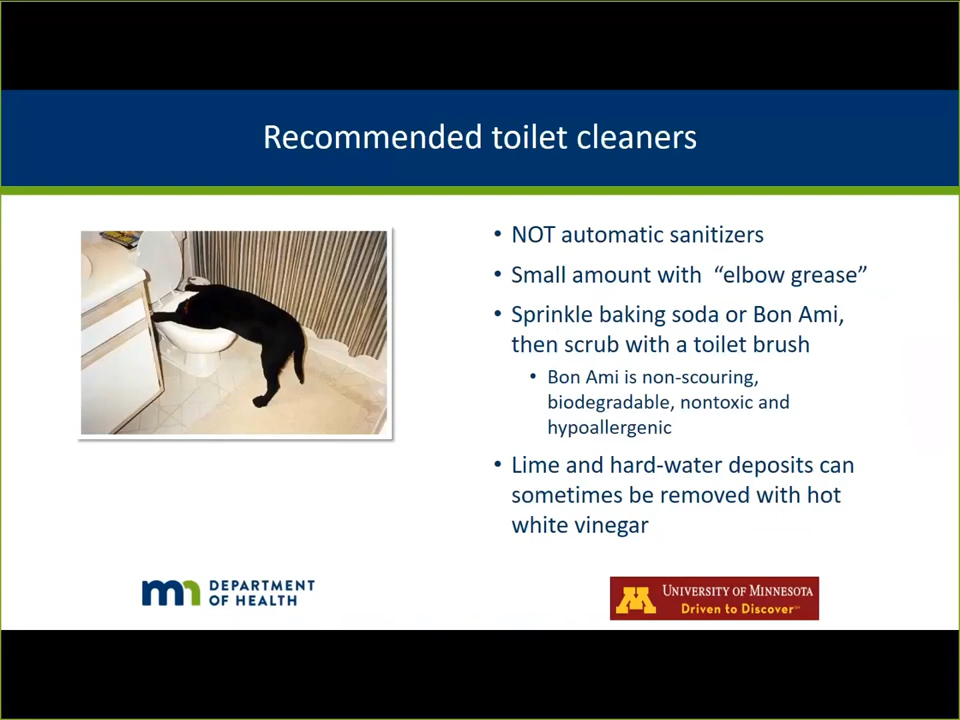 Recommended toilet cleaners
• NOT automatic sanitizers
• Small amount with “elbow grease”
• Sprinkle baking soda or Bon Ami,
then scrub with a toilet brush
• Bon Ami is non-scouring,
biodegradable, nontoxic and
hypoallergenic
• Lime and hard-water deposits can
sometimes be removed with hot
white vinegar
mn DEPARTMENT
OF HEALTH
M UNIVERSITY OF MINNESOTA
Driven to Discover℠